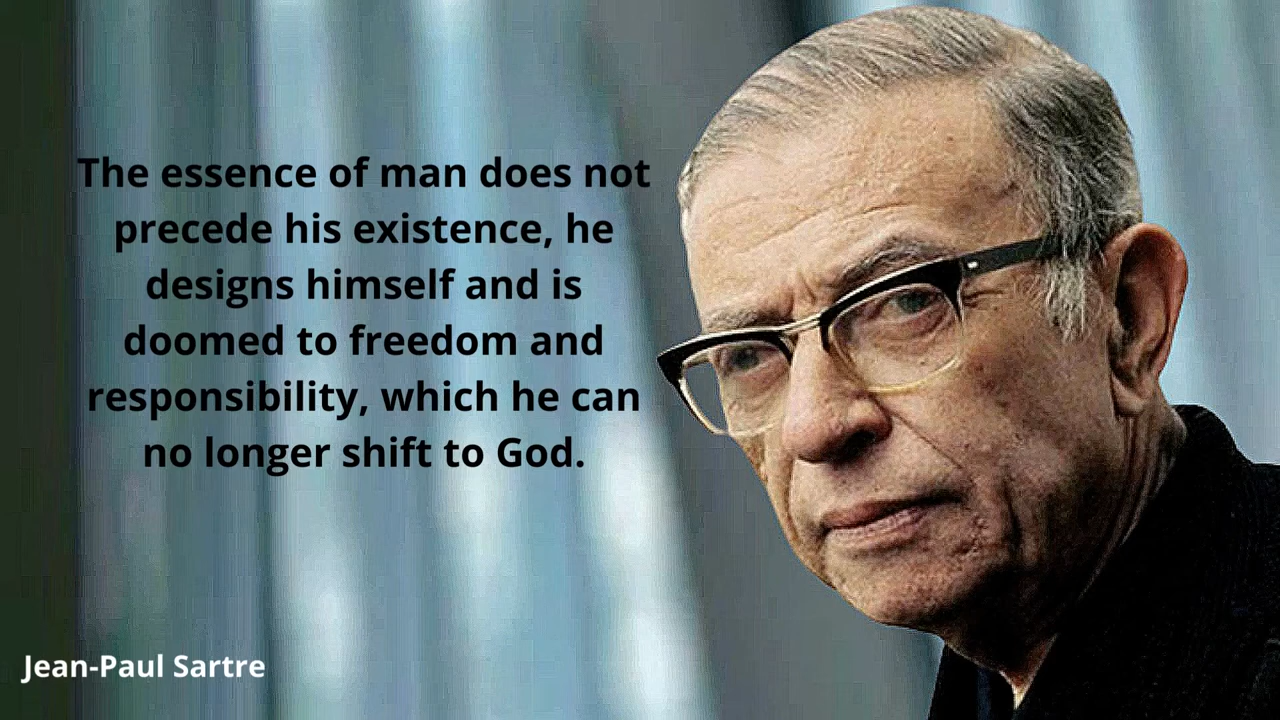 The essence of man does not
precede his existence, he
designs himself and is
doomed to freedom and
responsibility, which he can
no longer shift to God.
Jean-Paul Sartre